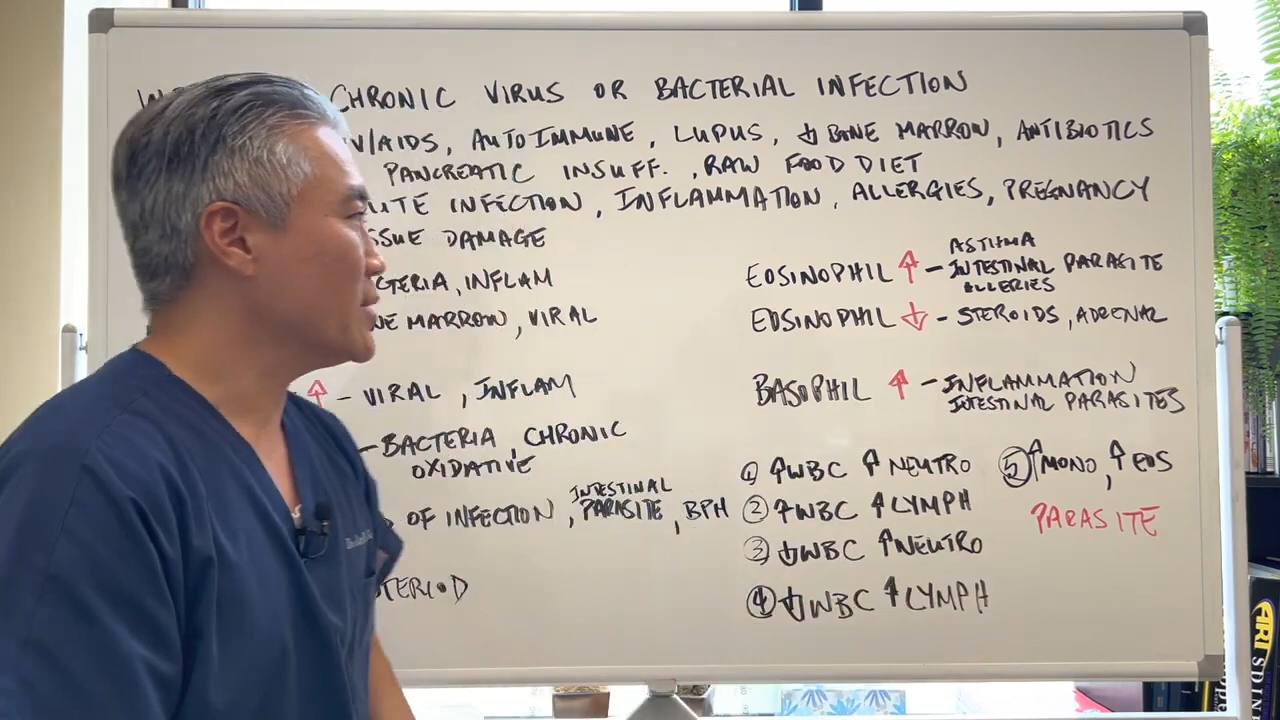 CHRONIC VIRUS OR BACTERIAL INFECTION
V/AIDS, AUTOIMMUNE, LUPUS, ↓ BONE MARROW, ANTIBIOTICS
PANCREATIC INSUFF., RAW FOOD DIET
UTE INFECTION, INFLAMMATION, ALLERGIES, PREGNANCY
SSUE DAMAGE
CTERIA, INFLAM
NE MARROW, VIRAL
↑ - VIRAL, INFLAM
- BACTERIA, CHRONIC
OXIDATIVE
OF INFECTION, INTESTINAL PARASITE, BPH
TERIOD
EOSINOPHIL ↑ - ASTHMA
INTESTINAL PARASITE
ALLERIES
EOSINOPHIL ↓ - STEROIDS, ADRENAL
BASOPHIL ↑ - INFLAMMATION
INTESTINAL PARASITES
① ↑WBC ↑NEUTRO
② ↑WBC ↑LYMPH
③ ↓WBC ↑NEUTRO
④ ↓WBC ↑LYMPH
⑤ ↑MONO, ↑EOS
PARASITE